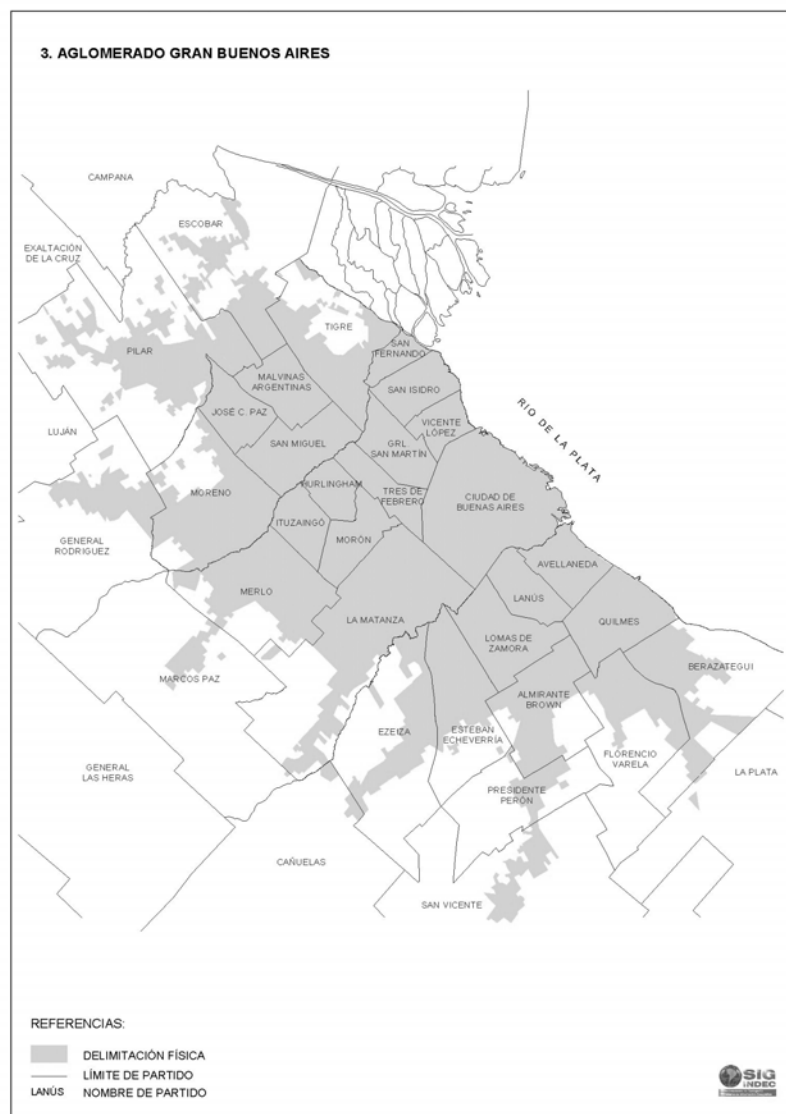 3. AGLOMERADO GRAN BUENOS AIRES
CAMPANA
ESCOBAR
EXALTACIÓN
DE LA CRUZ
TIGRE
SAN
FERNANDO
PILAR
MALVINAS
ARGENTINAS
SAN ISIDRO
JOSÉ C. PAZ
VICENTE
LÓPEZ
RÍO DE LA PLATA
LUJÁN
SAN MIGUEL
GRL.
SAN MARTÍN
MORENO
HURLINGHAM
TRES DE
FEBRERO
CIUDAD DE
BUENOS AIRES
ITUZAINGÓ
GENERAL
RODRIGUEZ
MORÓN
AVELLANEDA
MERLO
LANÚS
LA MATANZA
QUILMES
LOMAS DE
ZAMORA
BERAZATEGUI
MARCOS PAZ
ALMIRANTE
BROWN
EZEIZA
ESTEBAN
ECHEVERRÍA
FLORENCIO
VARELA
GENERAL
LAS HERAS
LA PLATA
PRESIDENTE
PERÓN
CAÑUELAS
SAN VICENTE
REFERENCIAS:
DELIMITACIÓN FÍSICA
LÍMITE DE PARTIDO
LANÚS NOMBRE DE PARTIDO
SIG
INDEC